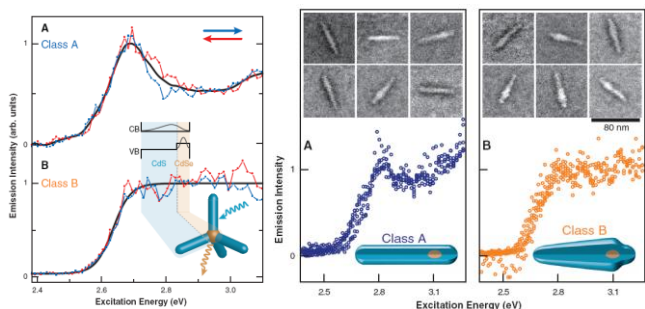 A
Class A
1
0
CB
VB
CdS
CdSe
B
Class B
1
0
2.4
2.6
2.8
3.0
Excitation Energy (eV)
Emission Intensity (arb. units)
80 nm
A
B
Emission Intensity
1
0
Class A
Class B
2.5
2.8
3.1
2.5
2.8
3.1
Excitation Energy (eV)